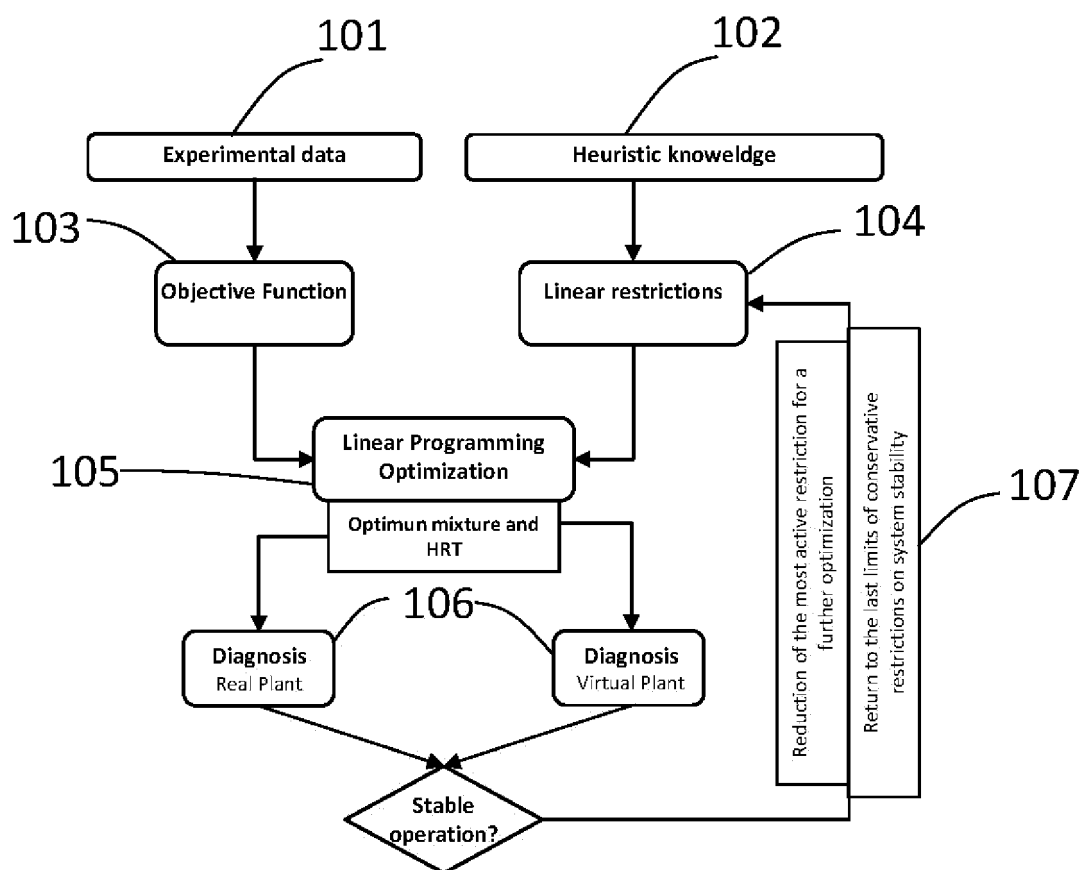 101
102
Experimental data
Heuristic knoweldge
103
104
Objective Function
Linear restrictions
Linear Programming
Optimization
105
Optimun mixture and
HRT
106
Diagnosis
Real Plant
Diagnosis
Virtual Plant
Stable
operation?
Reduction of the most active restriction for a
further optimization
Return to the last limits of conservative
restrictions on system stability
107